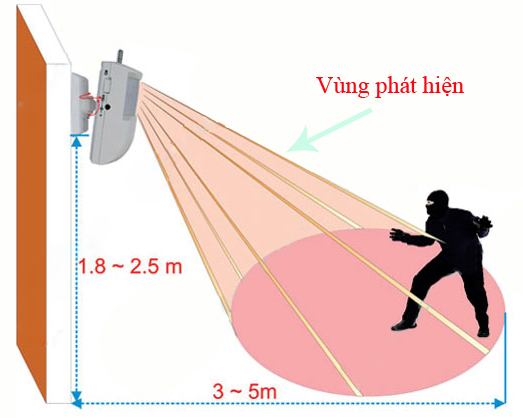 Vùng phát hiện
1.8 ~ 2.5 m
3 ~ 5m